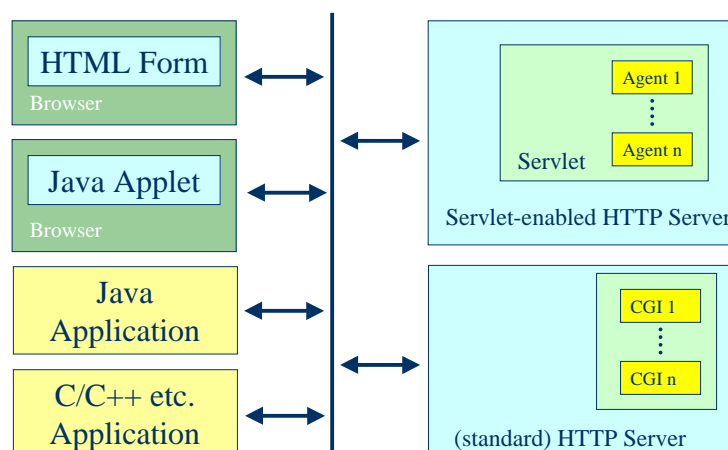 HTML Form
Browser
Java Applet
Browser
Java
Application
C/C++ etc.
Application
Agent 1
Agent n
Servlet
Servlet-enabled HTTP Server
CGI 1
CGI n
(standard) HTTP Server